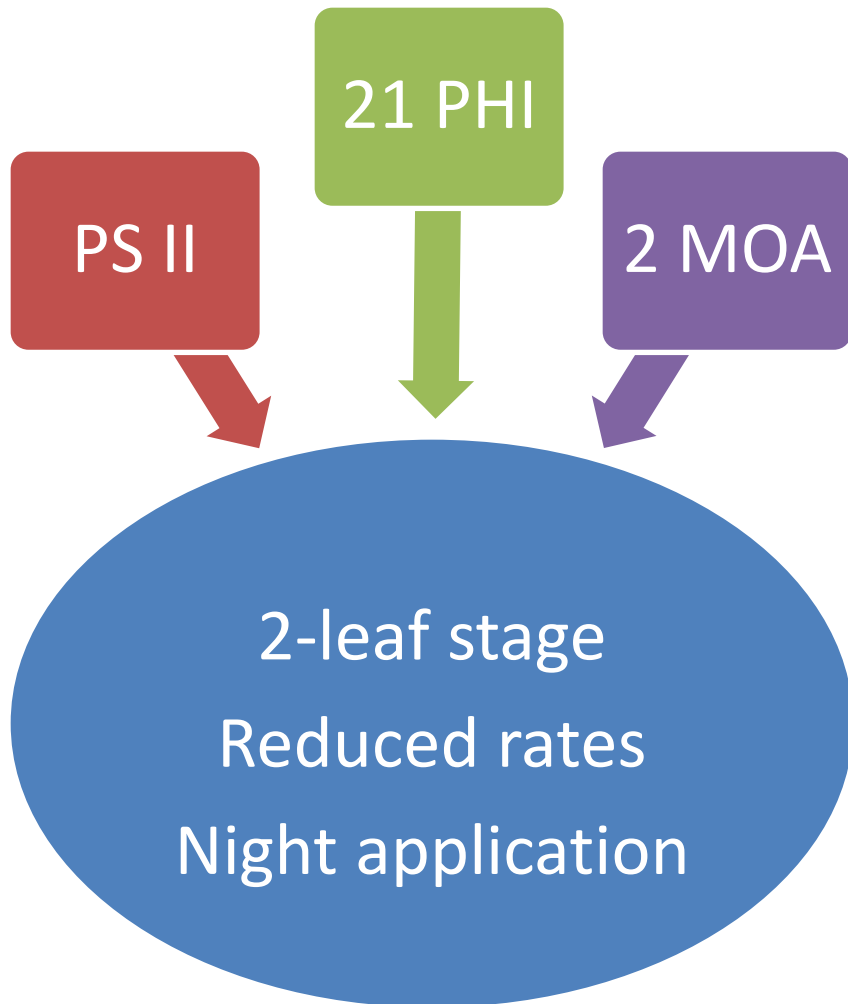 PS II
21 PHI
2 MOA
2-leaf stage
Reduced rates
Night application